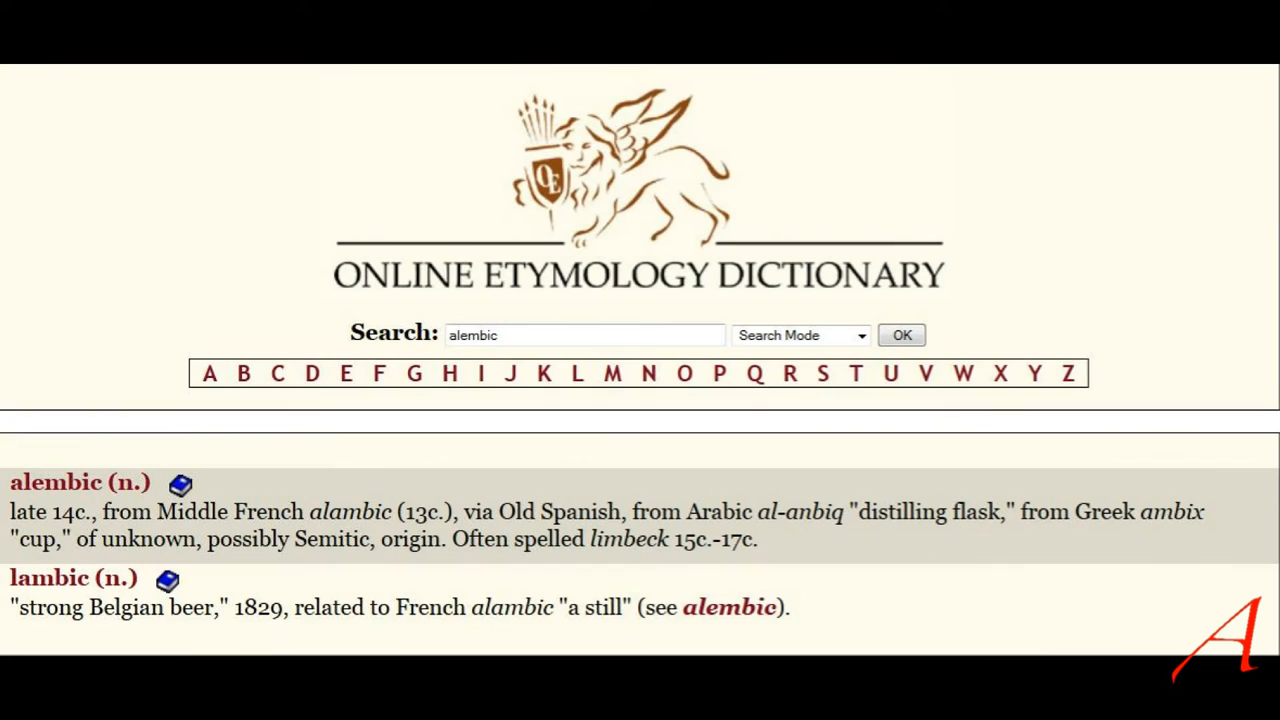 OE
ONLINE ETYMOLOGY DICTIONARY
Search: alembic Search Mode OK
A B C D E F G H I J K L M N O P Q R S T U V W X Y Z
alembic (n.)
late 14c., from Middle French alambic (13c.), via Old Spanish, from Arabic al-anbiq "distilling flask," from Greek ambix
"cup," of unknown, possibly Semitic, origin. Often spelled limbeck 15c.-17c.
lambic (n.)
"strong Belgian beer," 1829, related to French alambic "a still" (see alembic).
A